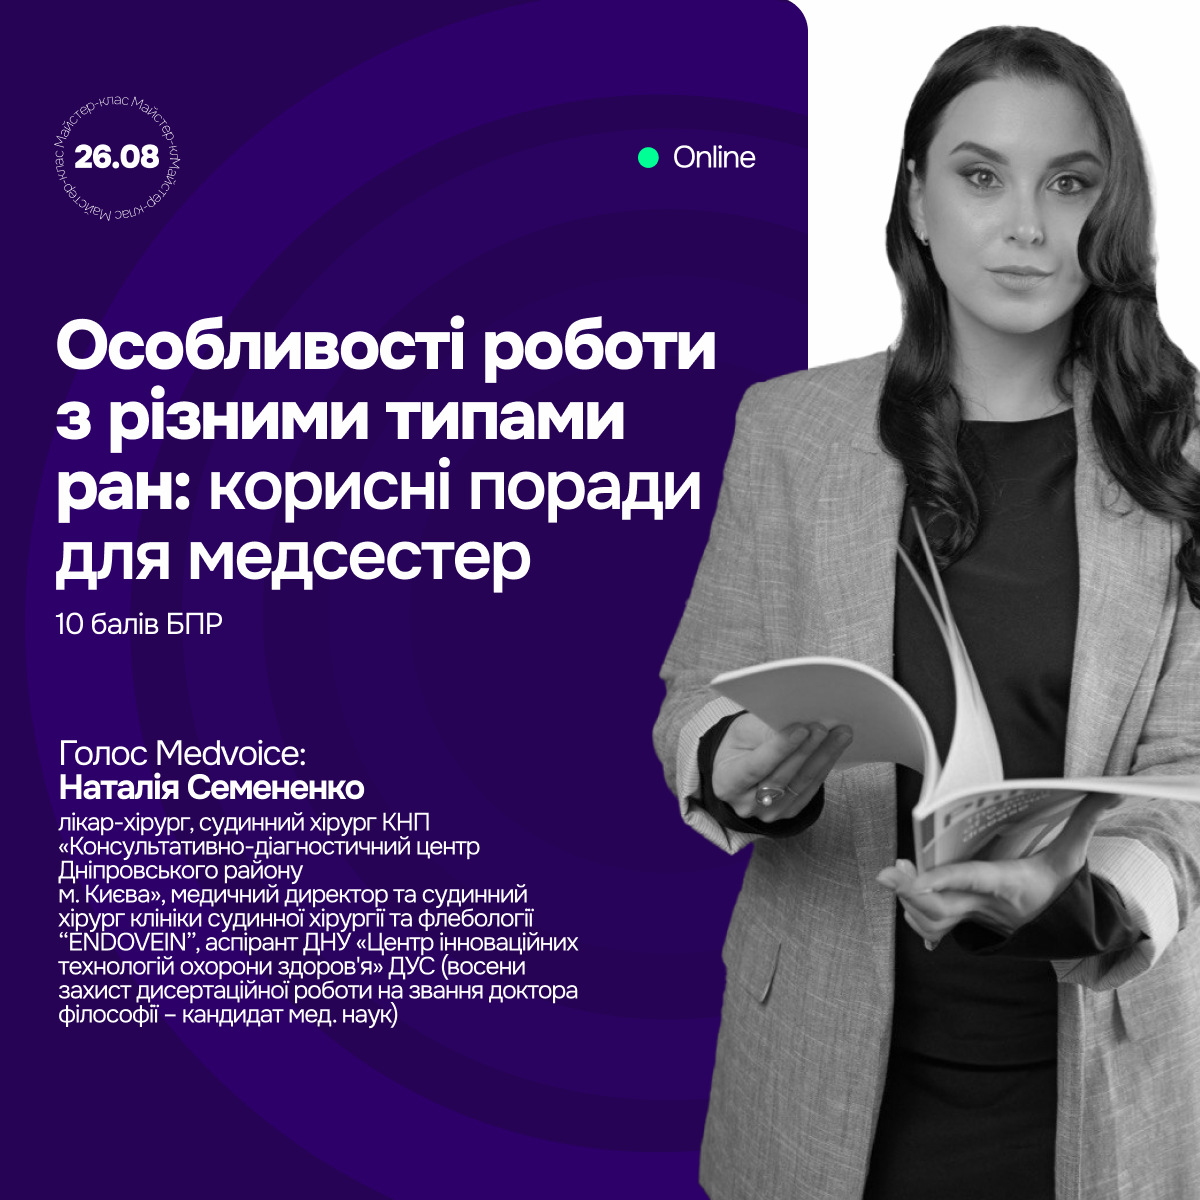 Майстер-клас Майстер-клМайстер-клас Майстер-клас
26.08
Online
Особливості роботи
з різними типами
ран: корисні поради
для медсестер
10 балів БПР
Голос Medvoice:
Наталія Семененко
лікар-хірург, судинний хірург КНП
«Консультативно-діагностичний центр
Дніпровського району
м. Києва», медичний директор та судинний
хірург клініки судинної хірургії та флебології
“ENDOVEIN”, аспірант ДНУ «Центр інноваційних
технологій охорони здоров'я» ДУС (восени
захист дисертаційної роботи на звання доктора
філософії – кандидат мед. наук)